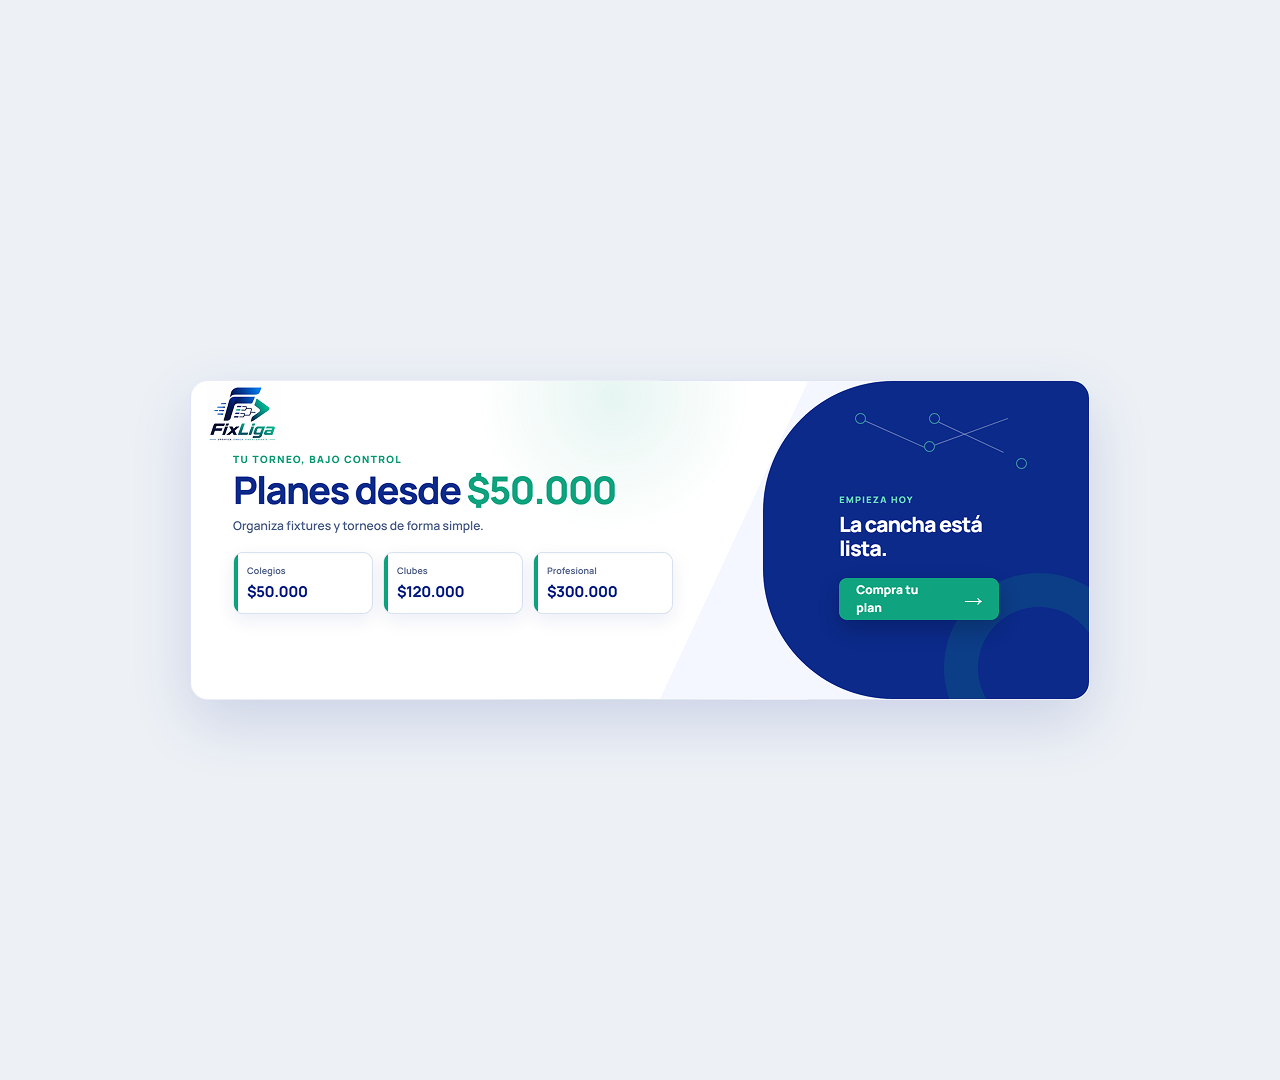 FixLiga
TU TORNEO, BAJO CONTROL
Planes desde $50.000
Organiza fixtures y torneos de forma simple.
Colegios
$50.000
Clubes
$120.000
Profesional
$300.000
EMPIEZA HOY
La cancha está
lista.
Compra tu
plan →